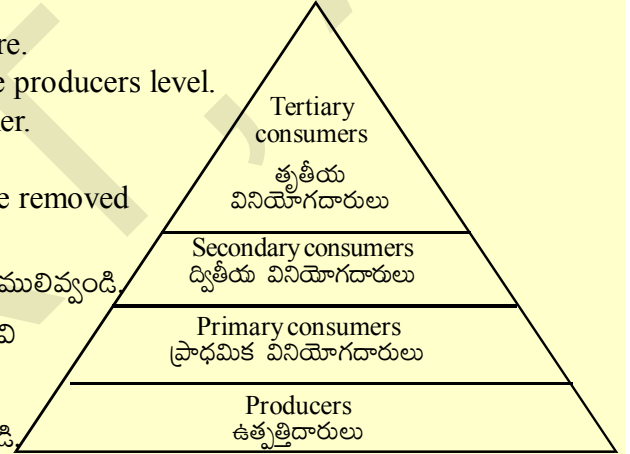 re.
e producers level.
er.
e removed
ములివ్వండి.
వి
డి.
Tertiary
consumers
తృతీయ
వినియోగదారులు
Secondary consumers
ద్వితీయ వినియోగదారులు
Primary consumers
ప్రాథమిక వినియోగదారులు
Producers
ఉత్పత్తిదారులు